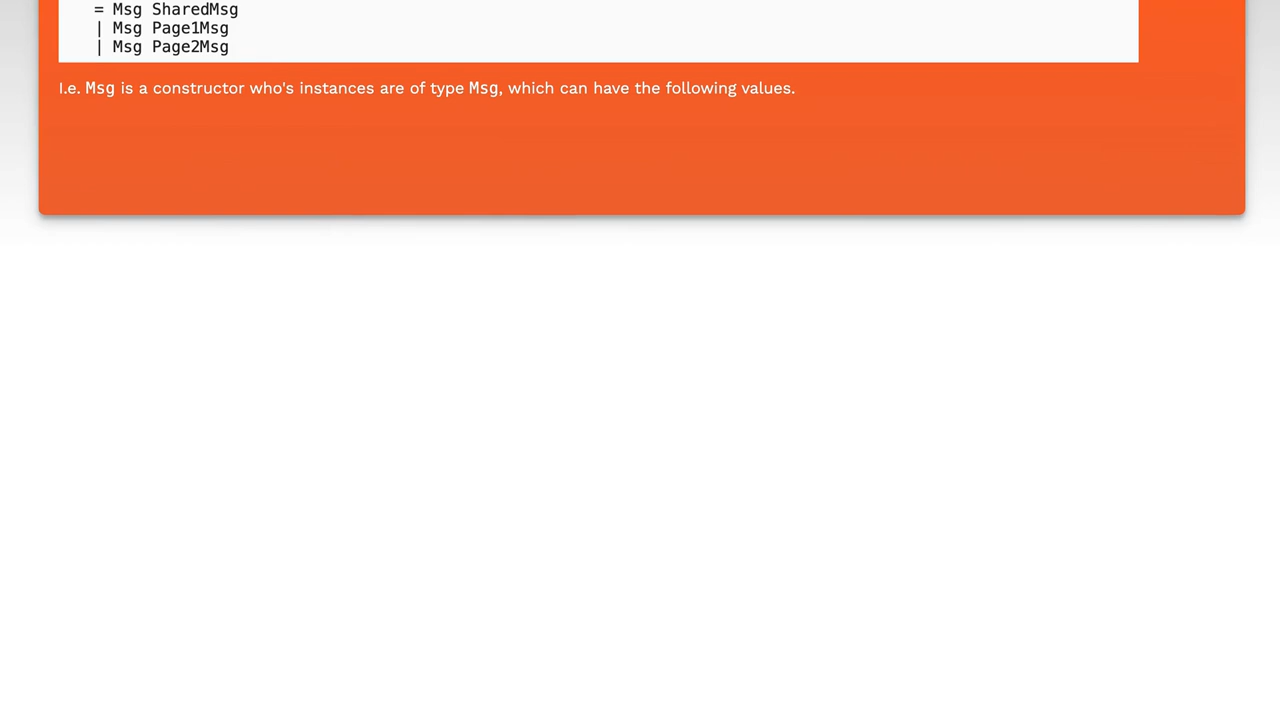 = Msg SharedMsg
| Msg Page1Msg
| Msg Page2Msg
I.e. Msg is a constructor who's instances are of type Msg, which can have the following values.